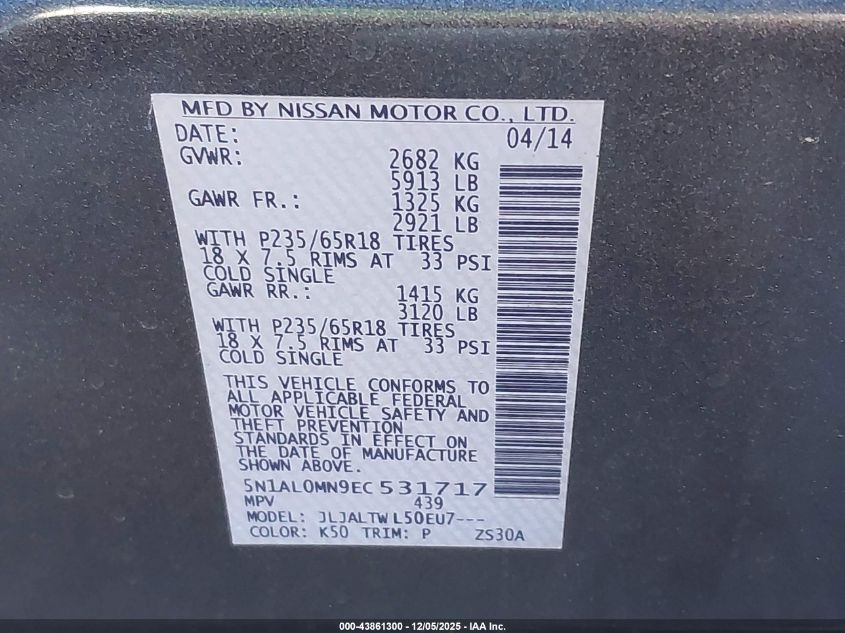 MFD BY NISSAN MOTOR CO., LTD.
DATE: 04/14
GVWR: 2682 KG
5913 LB
GAWR FR.: 1325 KG
2921 LB
WITH P235/65R18 TIRES
18 X 7.5 RIMS AT 33 PSI
COLD SINGLE
GAWR RR.: 1415 KG
3120 LB
WITH P235/65R18 TIRES
18 X 7.5 RIMS AT 33 PSI
COLD SINGLE
THIS VEHICLE CONFORMS TO
ALL APPLICABLE FEDERAL
MOTOR VEHICLE SAFETY AND
THEFT PREVENTION
STANDARDS IN EFFECT ON
THE DATE OF MANUFACTURE
SHOWN ABOVE.
5N1AL0MN9EC531717
MPV 439
MODEL: JLJALTWL50EU7---
COLOR: K50 TRIM: P ZS30A
000-43861300 - 12/05/2025 - IAA Inc.